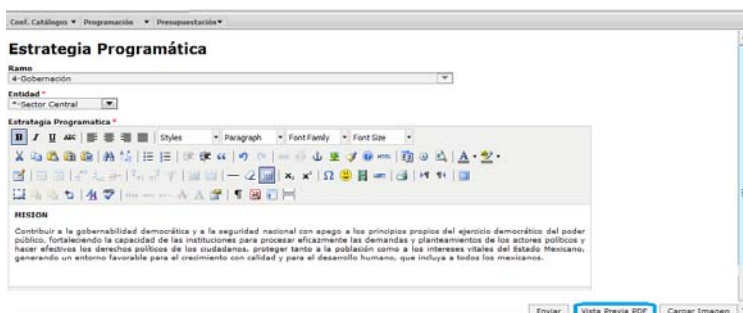 Conf. Catálogos Programación Presupuestación
Estrategia Programática
Ramo
4-Gobernación
Entidad *
*-Sector Central
Estrategia Programatica *
B I U ABC Styles Paragraph Font Family Font Size
MISION
Contribuir a la gobernabilidad democrática y a la seguridad nacional con apego a los principios propios del ejercicio democrático del poder
público, fortaleciendo la capacidad de las instituciones para procesar eficazmente las demandas y planteamientos de los actores políticos y
hacer efectivos los derechos políticos de los ciudadanos, proteger tanto a la población como a los intereses vitales del Estado Mexicano,
generando un entorno favorable para el crecimiento con calidad y para el desarrollo humano, que incluya a todos los mexicanos.
Enviar Vista Previa PDF Cargar Imagen